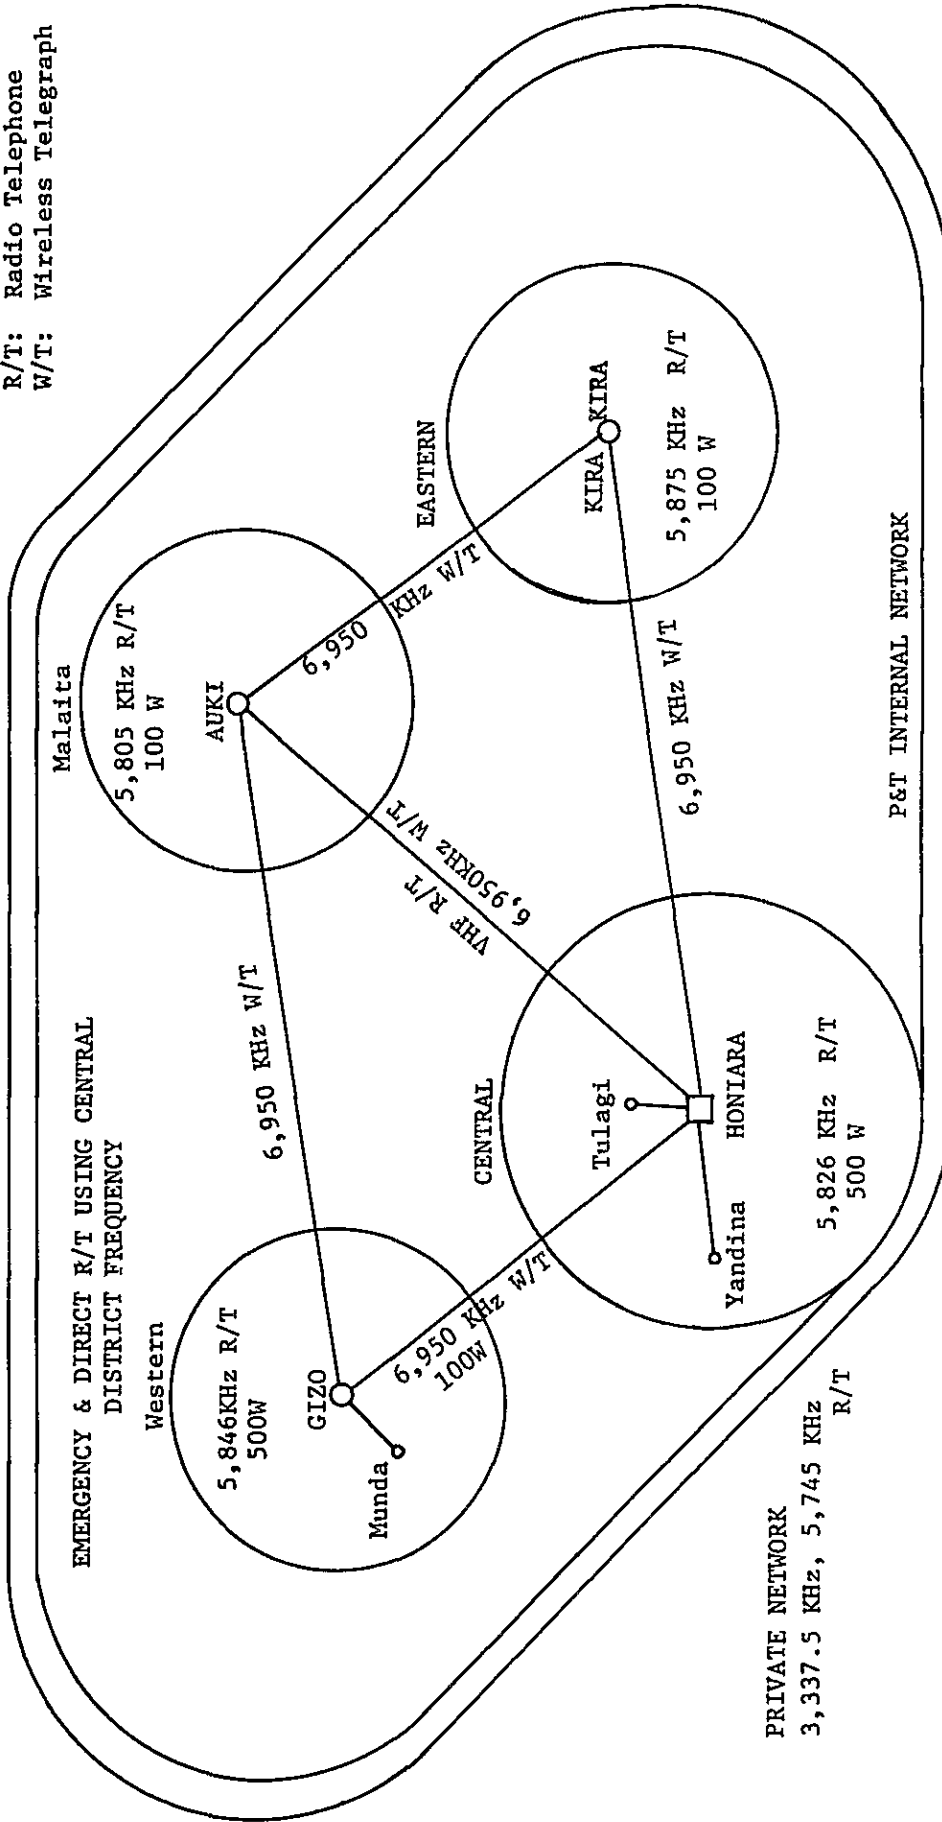 R/T: Radio Telephone
W/T: Wireless Telegraph
EMERGENCY & DIRECT R/T USING CENTRAL
DISTRICT FREQUENCY
Western
5,846KHz R/T
500W
GIZO
Munda
6,950 KHz W/T
Malaita
5,805 KHz R/T
100 W
AUKI
6,950 KHz W/T
EASTERN
KIRA KIRA
5,875 KHz R/T
100 W
6,950 KHz W/T
100W
VHF R/T
6,950KHz W/T
6,950 KHz W/T
CENTRAL
Tulagi
Yandina
HONIARA
5,826 KHz R/T
500 W
P&T INTERNAL NETWORK
PRIVATE NETWORK
3,337.5 KHz, 5,745 KHz
R/T